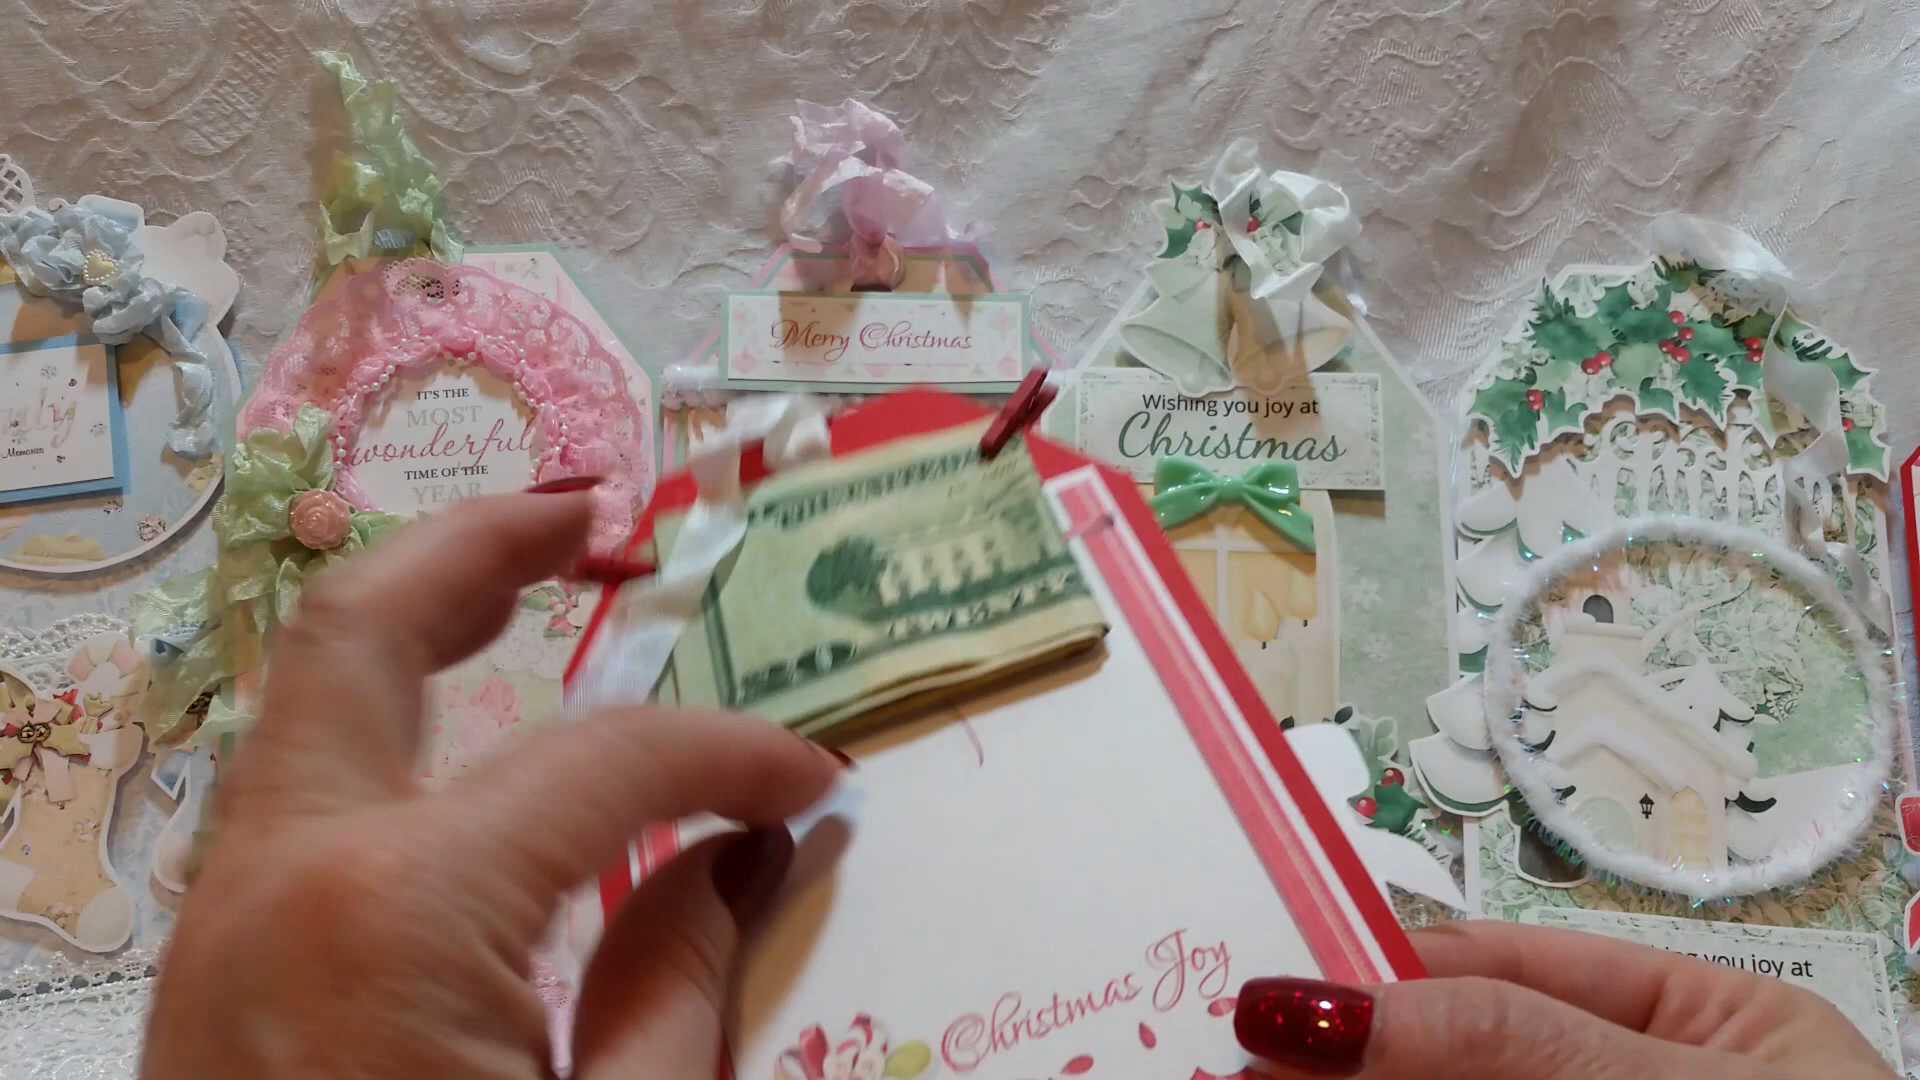 Merry Christmas
Wishing you joy at
Christmas
IT'S THE
MOST
wonderful
TIME OF THE
YEAR
Memories
TWENTY
you joy at
Christmas Joy